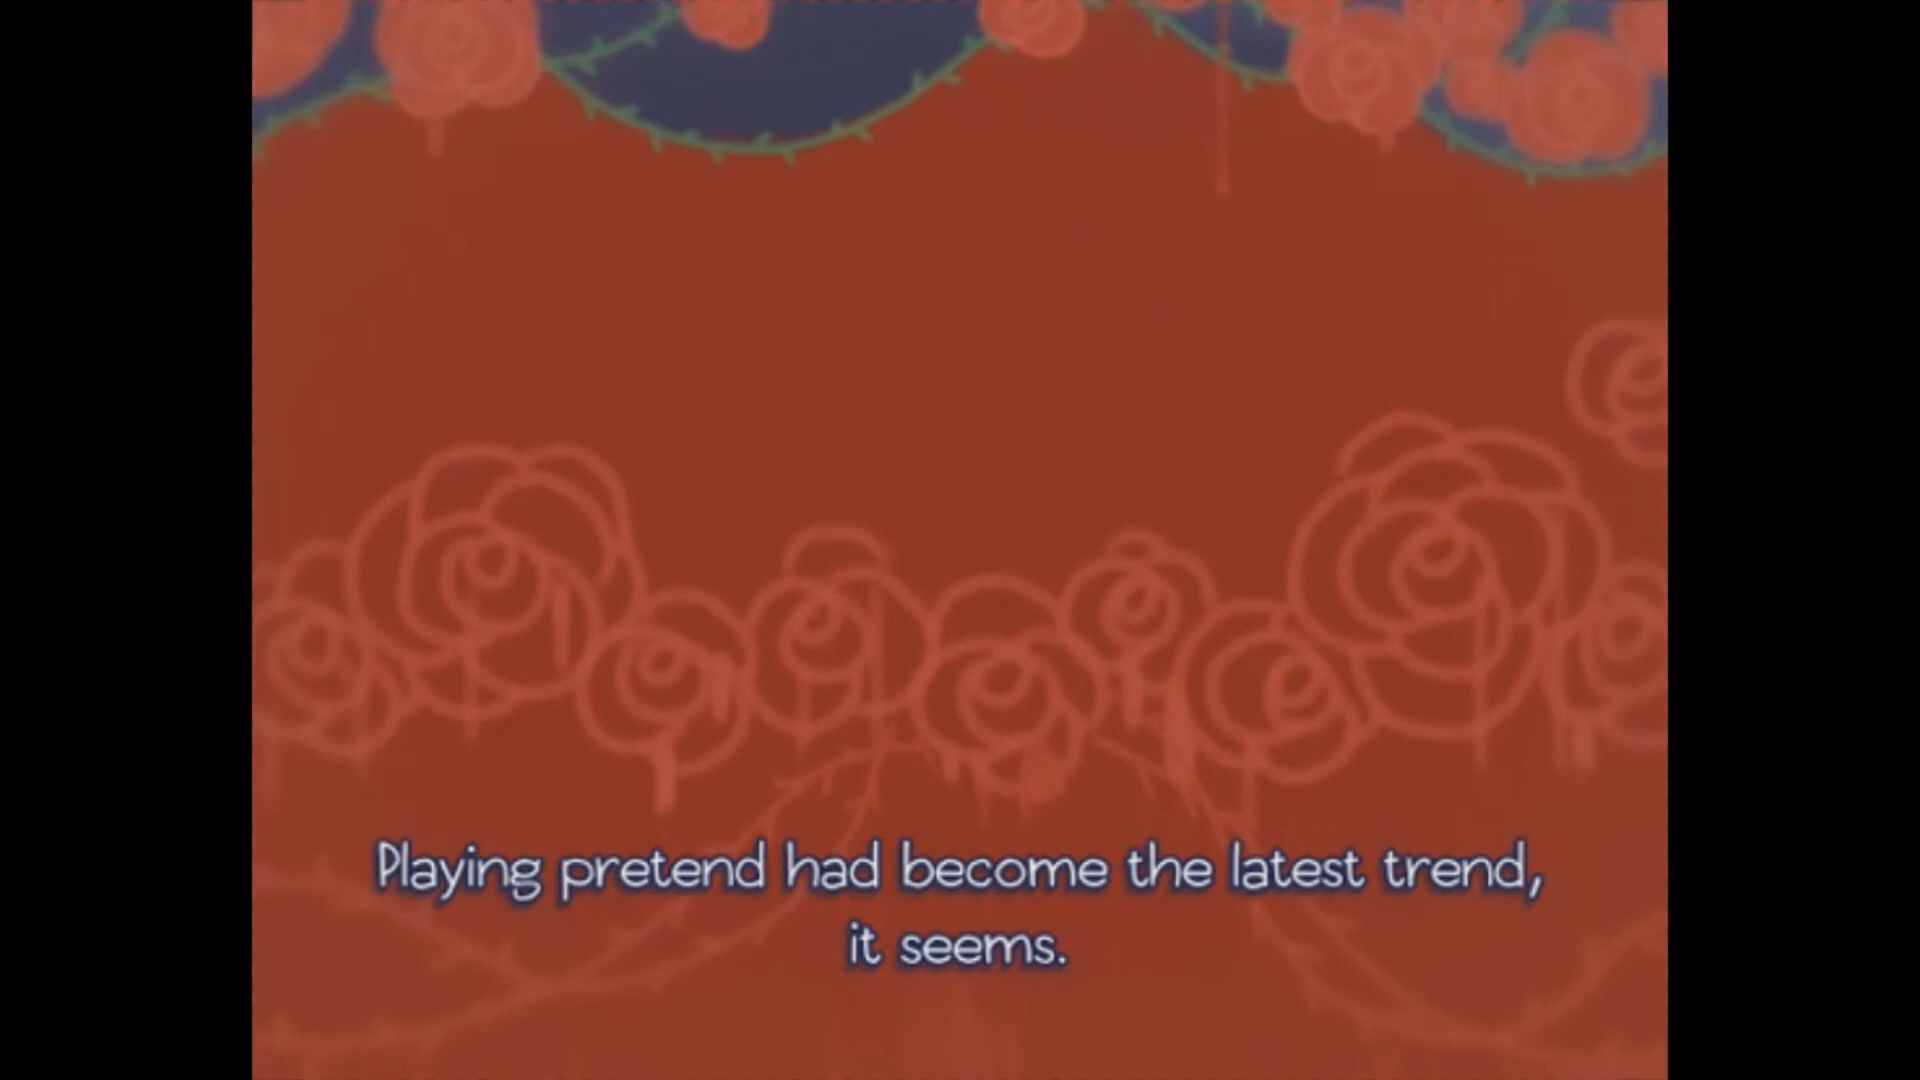 Playing pretend had become the latest trend,
it seems.